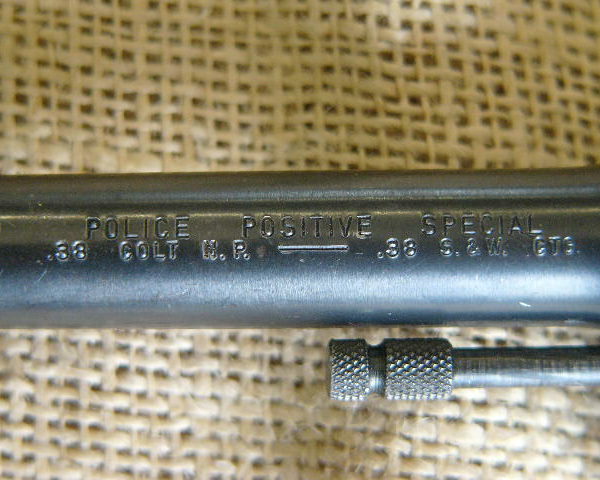 POLICE POSITIVE SPECIAL
.38 COLT N.P. — .38 S.&W. CTG.